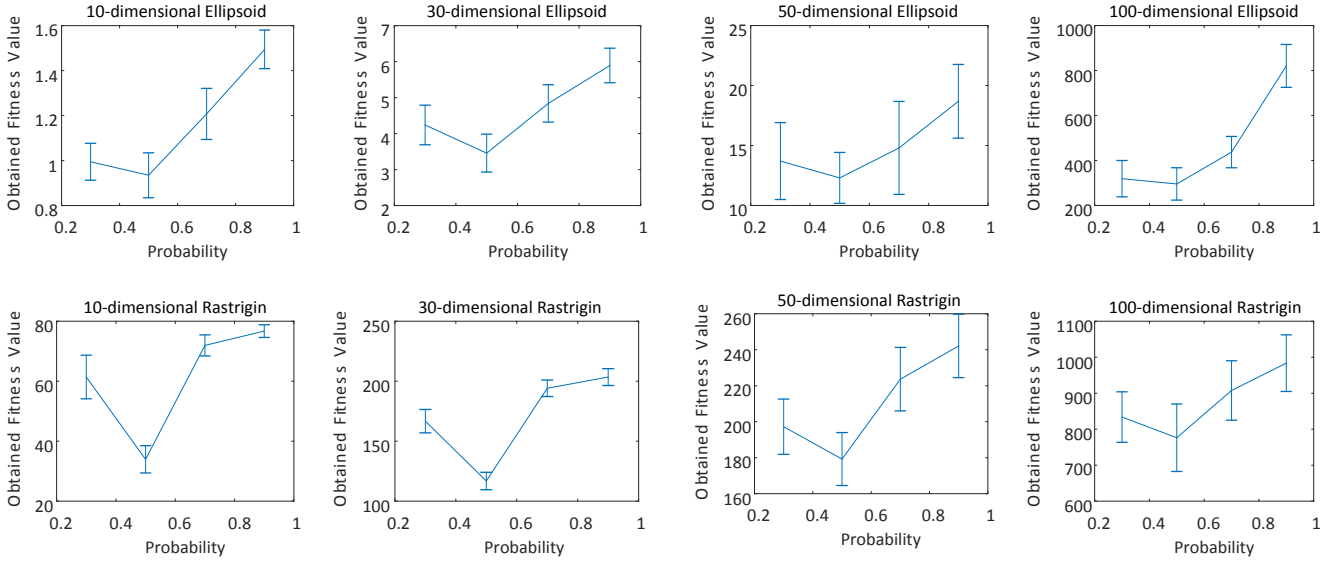 10-dimensional Ellipsoid
Obtained Fitness Value
1.6
1.4
1.2
1
0.8
0.2 0.4 0.6 0.8 1
Probability
30-dimensional Ellipsoid
Obtained Fitness Value
7
6
5
4
3
2
0.2 0.4 0.6 0.8 1
Probability
50-dimensional Ellipsoid
Obtained Fitness Value
25
20
15
10
0.2 0.4 0.6 0.8 1
Probability
100-dimensional Ellipsoid
Obtained Fitness Value
1000
800
600
400
200
0.2 0.4 0.6 0.8 1
Probability
10-dimensional Rastrigin
Obtained Fitness Value
80
60
40
20
0.2 0.4 0.6 0.8 1
Probability
30-dimensional Rastrigin
Obtained Fitness Value
250
200
150
100
0.2 0.4 0.6 0.8 1
Probability
50-dimensional Rastrigin
Obtained Fitness Value
260
240
220
200
180
160
0.2 0.4 0.6 0.8 1
Probability
100-dimensional Rastrigin
Obtained Fitness Value
1100
1000
900
800
700
600
0.2 0.4 0.6 0.8 1
Probability